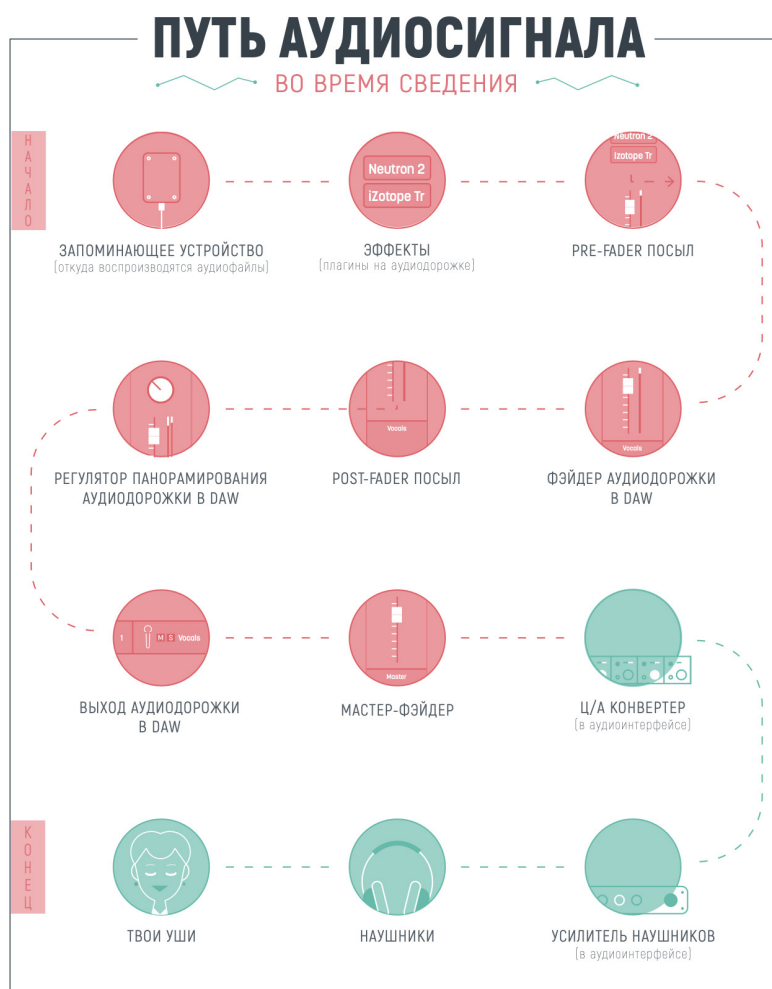 ПУТЬ АУДИОСИГНАЛА
ВО ВРЕМЯ СВЕДЕНИЯ
НАЧАЛО
Neutron 2
iZotope Tr
Neutron 2
Izotope Tr
ЗАПОМИНАЮЩЕЕ УСТРОЙСТВО
(откуда воспроизводятся аудиофайлы)
ЭФФЕКТЫ
(плагины на аудиодорожке)
PRE-FADER ПОСЫЛ
Vocals
Vocals
РЕГУЛЯТОР ПАНОРАМИРОВАНИЯ
АУДИОДОРОЖКИ В DAW
POST-FADER ПОСЫЛ
ФЭЙДЕР АУДИОДОРОЖКИ
В DAW
1 M S Vocals
Master
ВЫХОД АУДИОДОРОЖКИ
В DAW
МАСТЕР-ФЭЙДЕР
Ц/А КОНВЕРТЕР
(в аудиоинтерфейсе)
КОНЕЦ
ТВОИ УШИ
НАУШНИКИ
УСИЛИТЕЛЬ НАУШНИКОВ
(в аудиоинтерфейсе)